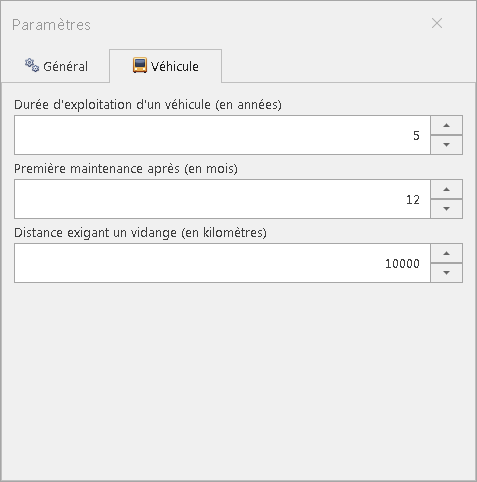 Paramètres
Général
Véhicule
Durée d'exploitation d'un véhicule (en années)
5
Première maintenance après (en mois)
12
Distance exigant un vidange (en kilomètres)
10000